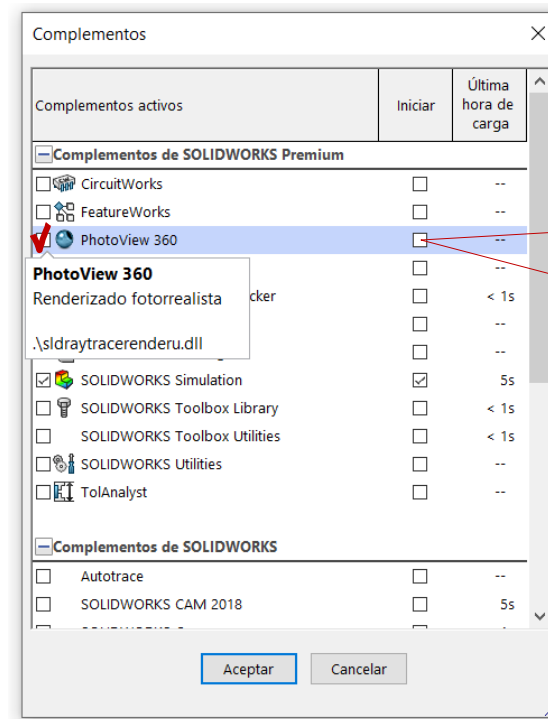 Complementos
Complementos activos Iniciar Última hora de carga
Complementos de SOLIDWORKS Premium
CircuitWorks --
FeatureWorks --
PhotoView 360 --
PhotoView 360 --
Renderizado fotorrealista cker < 1s
--
.\sldraytracerenderu.dll --
SOLIDWORKS Simulation 5s
SOLIDWORKS Toolbox Library < 1s
SOLIDWORKS Toolbox Utilities < 1s
SOLIDWORKS Utilities --
TolAnalyst --
Complementos de SOLIDWORKS
Autotrace --
SOLIDWORKS CAM 2018 5s
Aceptar Cancelar